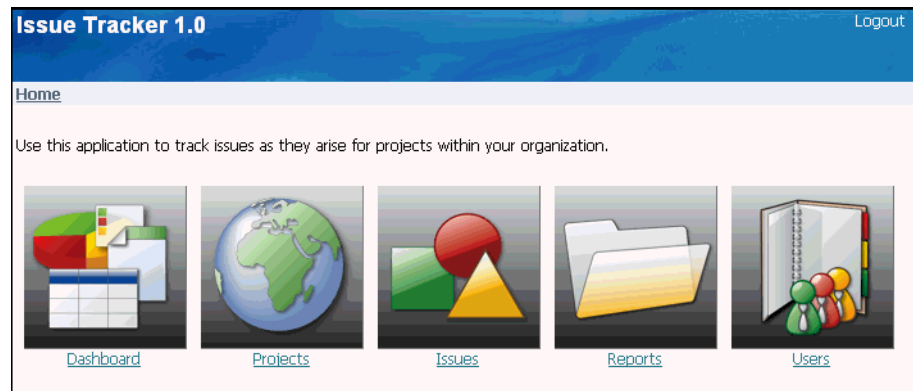 Issue Tracker 1.0
Logout
Home
Use this application to track issues as they arise for projects within your organization.
Dashboard
Projects
Issues
Reports
Users